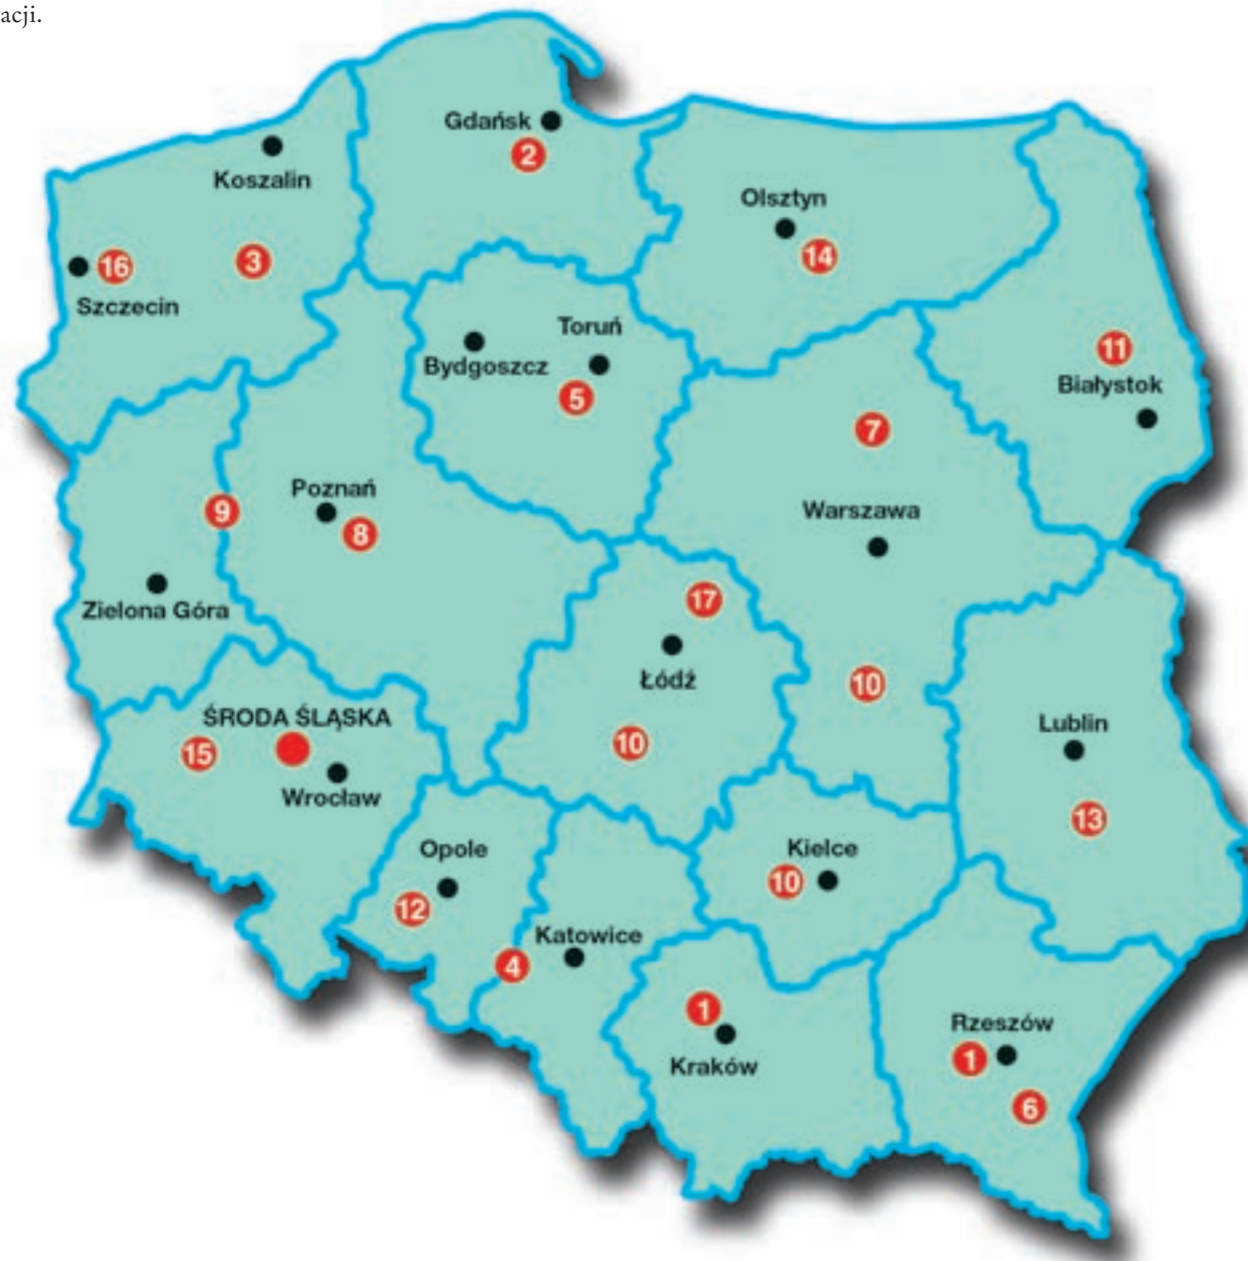 acji.
Gdańsk
2
Koszalin
Olsztyn
14
16
3
Szczecin
Toruń
Bydgoszcz
5
11
Białystok
7
Poznań
9
8
Warszawa
Zielona Góra
17
Łódź
10
ŚRODA ŚLĄSKA
15
Wrocław
10
Lublin
13
Opole
12
Kielce
10
Katowice
4
1
Kraków
Rzeszów
1
6